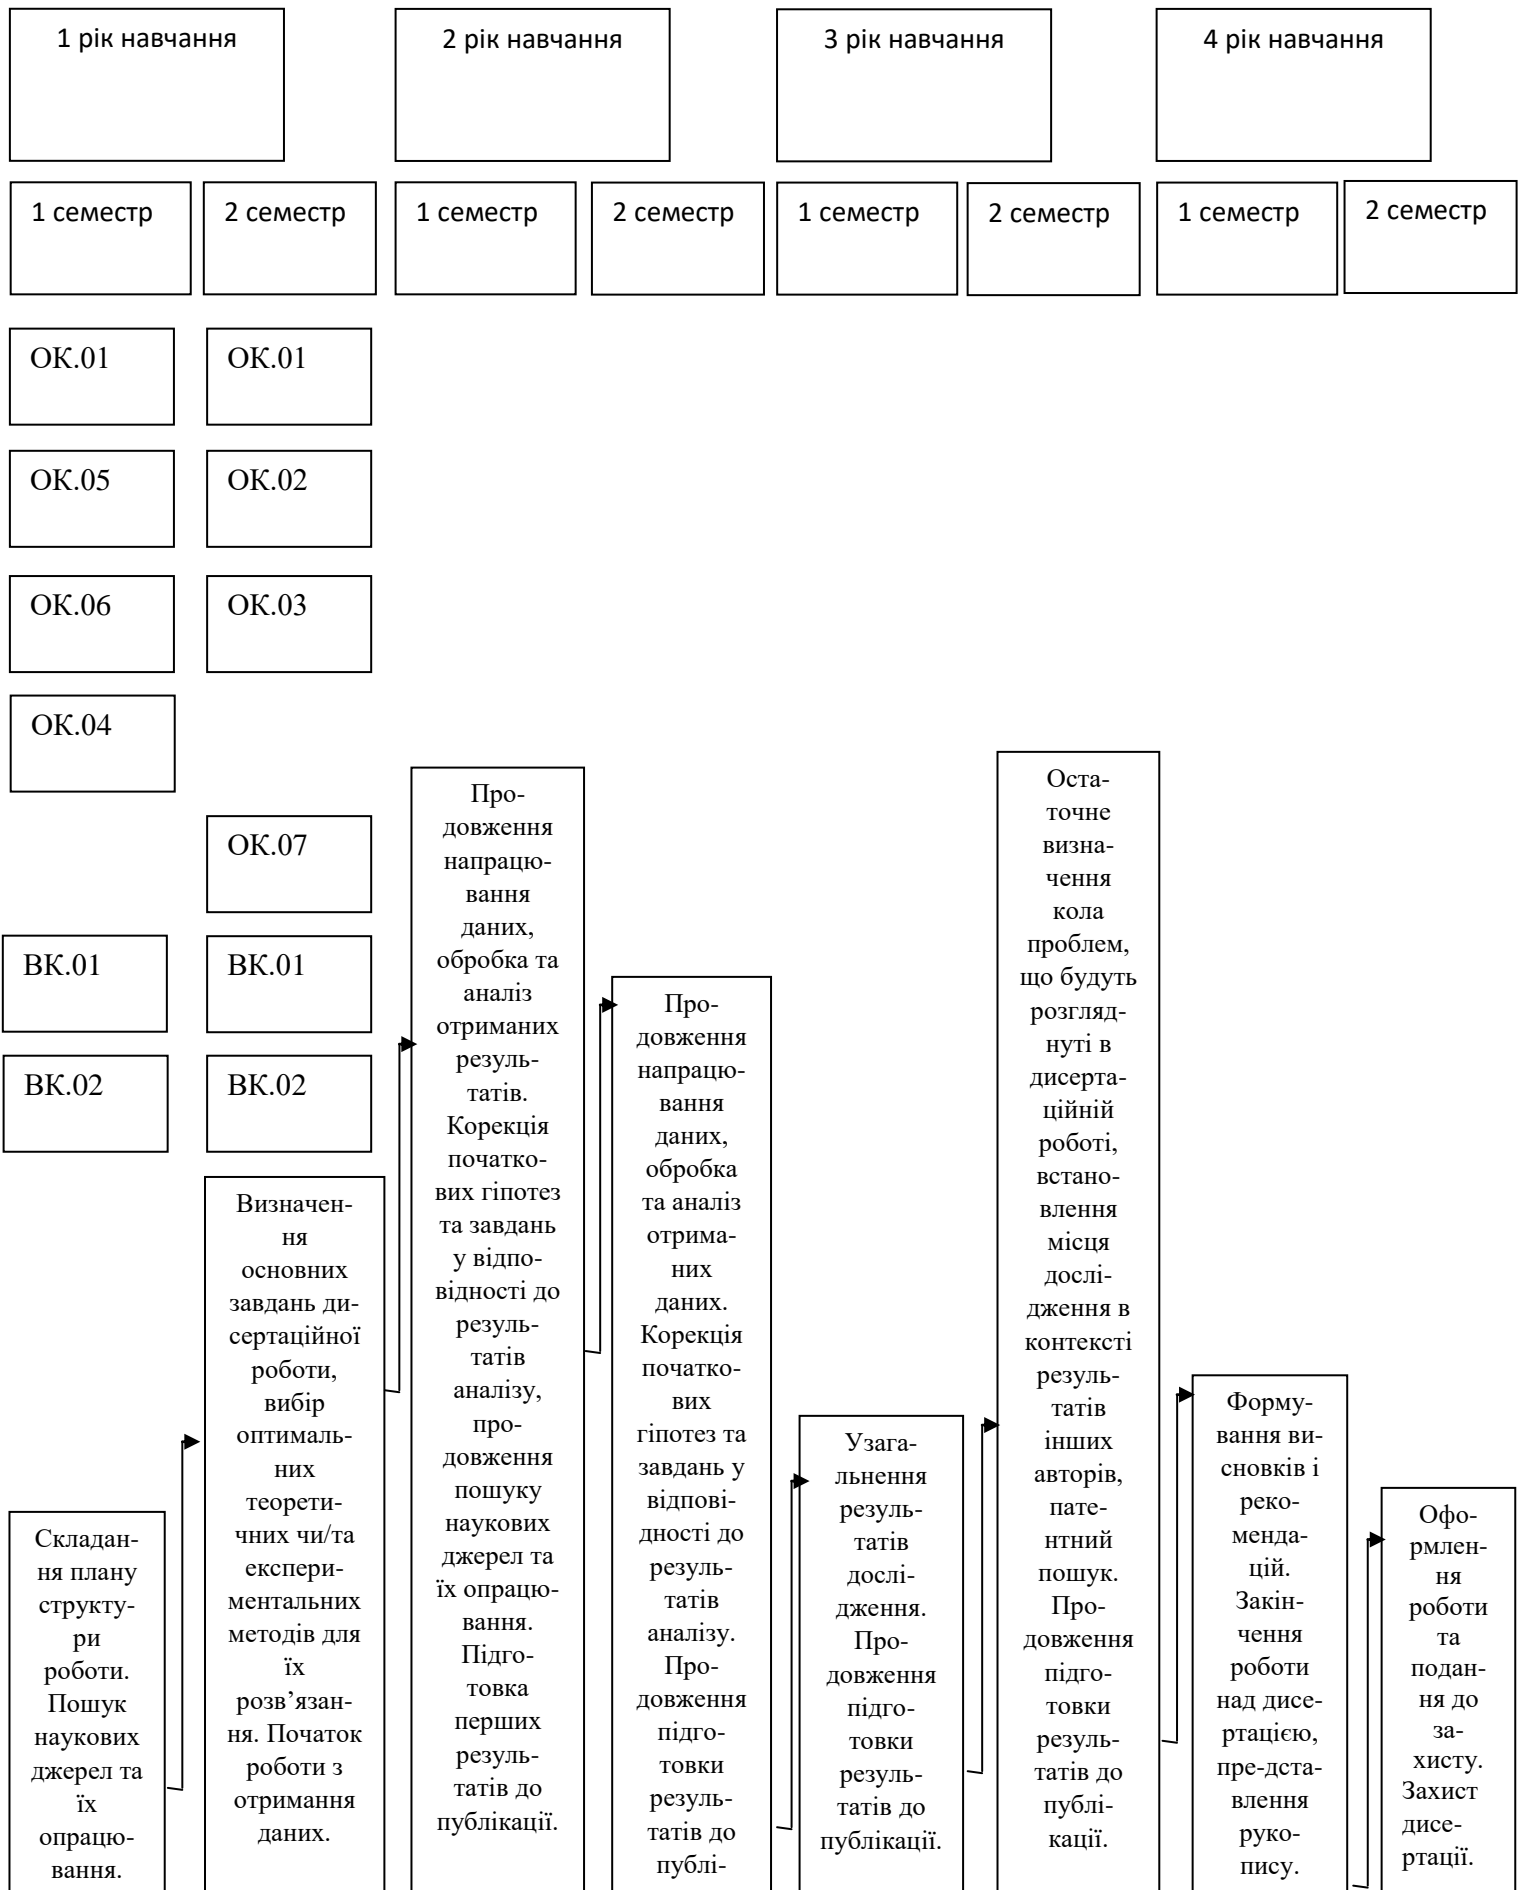 1 рік навчання
2 рік навчання
3 рік навчання
4 рік навчання
1 семестр
2 семестр
1 семестр
2 семестр
1 семестр
2 семестр
1 семестр
2 семестр
ОК.01
ОК.01
ОК.05
ОК.02
ОК.06
ОК.03
ОК.04
ОК.07
ВК.01
ВК.01
ВК.02
ВК.02
Складан-
ня плану
структу-
ри
роботи.
Пошук
наукових
джерел та
їх
опрацю-
вання.
Визначен-
ня
основних
завдань ди-
сертаційної
роботи,
вибір
оптималь-
них
теорети-
чних чи/та
експери-
ментальних
методів для
їх
розв’язан-
ня. Початок
роботи з
отримання
даних.
Про-
довження
напрацю-
вання
даних,
обробка та
аналіз
отриманих
резуль-
татів.
Корекція
початко-
вих гіпотез
та завдань
у відпо-
відності до
резуль-
татів
аналізу,
про-
довження
пошуку
наукових
джерел та
їх опрацю-
вання.
Підго-
товка
перших
резуль-
татів до
публікації.
Про-
довження
напрацю-
вання
даних,
обробка
та аналіз
отрима-
них
даних.
Корекція
початко-
вих
гіпотез та
завдань у
відпові-
дності до
резуль-
татів
аналізу.
Про-
довження
підго-
товки
резуль-
татів до
публі-
Узага-
льнення
резуль-
татів
дослі-
дження.
Про-
довження
підго-
товки
резуль-
татів до
публікації.
Оста-
точне
визна-
чення
кола
проблем,
що будуть
розгляд-
нуті в
дисерта-
ційній
роботі,
встано-
влення
місця
дослі-
дження в
контексті
резуль-
татів
інших
авторів,
пате-
нтний
пошук.
Про-
довження
підго-
товки
резуль-
татів до
публі-
кації.
Форму-
вання ви-
сновків і
реко-
менда-
цій.
Закін-
чення
роботи
над дисе-
ртацією,
пре-дста-
влення
руко-
пису.
Офо-
рмлен-
ня
роботи
та
подан-
ня до
за-
хисту.
Захист
дисе-
ртації.